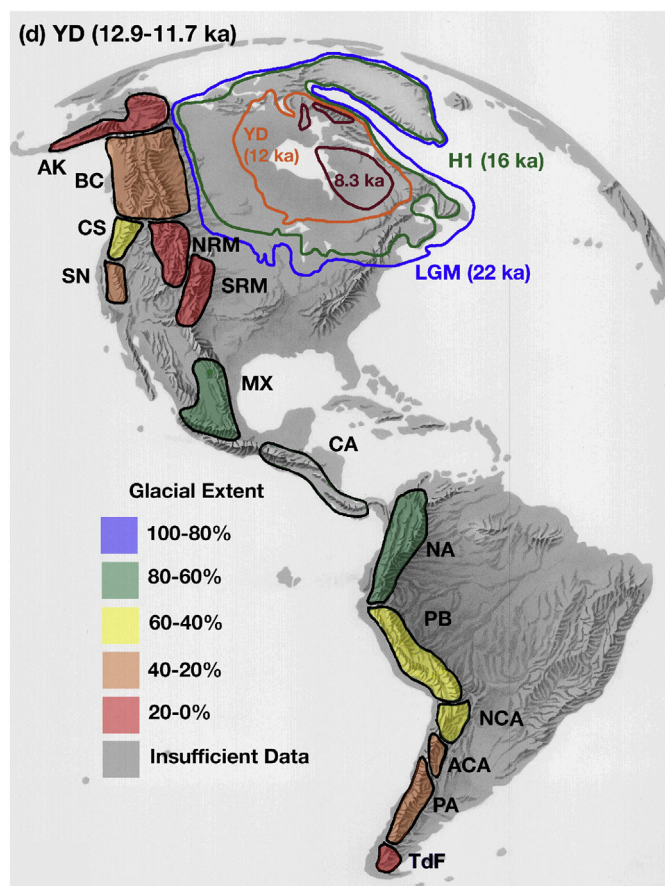 (d) YD (12.9-11.7 ka)
YD
(12 ka)
H1 (16 ka)
AK
BC
8.3 ka
CS
NRM
LGM (22 ka)
SN
SRM
MX
CA
Glacial Extent
100-80%
80-60%
60-40%
40-20%
20-0%
Insufficient Data
NA
PB
NCA
ACA
PA
TdF